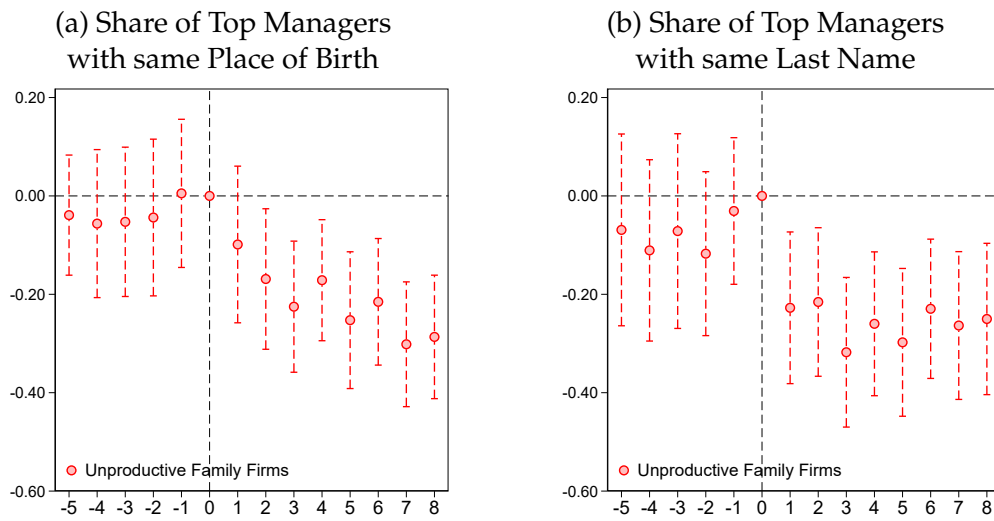 (a) Share of Top Managers
with same Place of Birth
0.20
0.00
-0.20
-0.40
-0.60
Unproductive Family Firms
-5 -4 -3 -2 -1 0 1 2 3 4 5 6 7 8
(b) Share of Top Managers
with same Last Name
0.20
0.00
-0.20
-0.40
-0.60
Unproductive Family Firms
-5 -4 -3 -2 -1 0 1 2 3 4 5 6 7 8